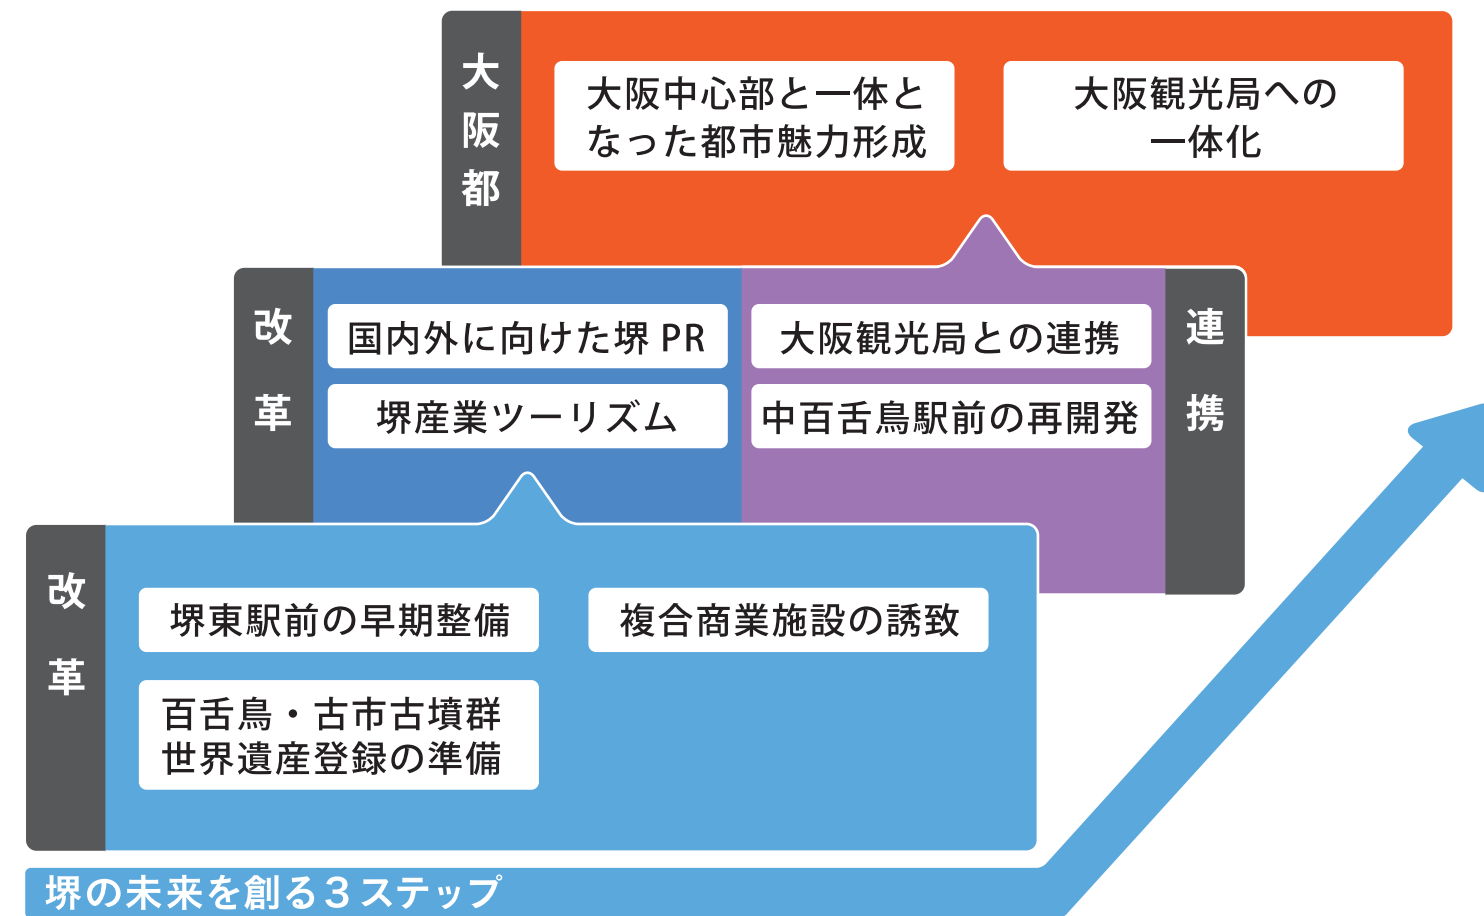 大阪都
大阪中心部と一体と
なった都市魅力形成
大阪観光局への
一体化
改革
国内外に向けた堺 PR
堺産業ツーリズム
大阪観光局との連携
中百舌鳥駅前の再開発
連携
改革
堺東駅前の早期整備
複合商業施設の誘致
百舌鳥・古市古墳群
世界遺産登録の準備
堺の未来を創る３ステップ